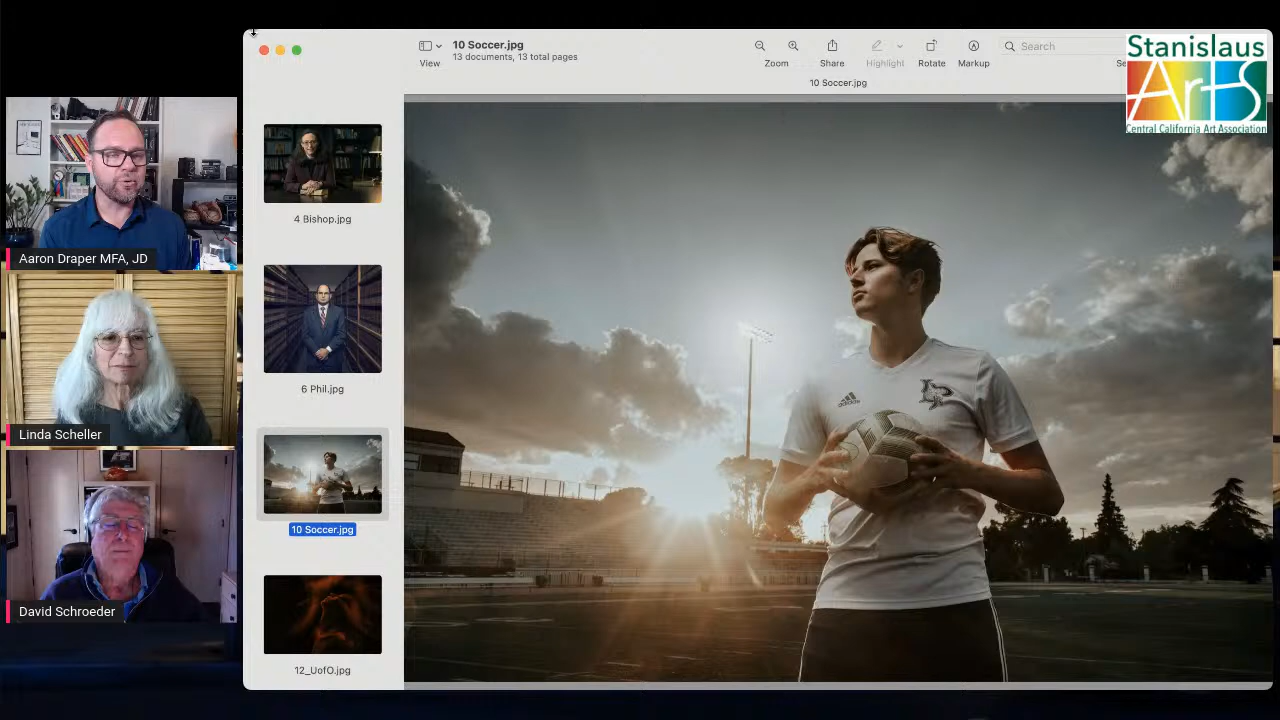 10 Soccer.jpg
13 documents, 13 total pages
View
Zoom
Share
Highlight
Rotate
Markup
Search
10 Soccer.jpg
Stanislaus
ArtS
Central California Art Association
4 Bishop.jpg
Aaron Draper MFA, JD
adidas
6 Phil.jpg
Linda Scheller
10 Soccer.jpg
David Schroeder
12_UofO.jpg